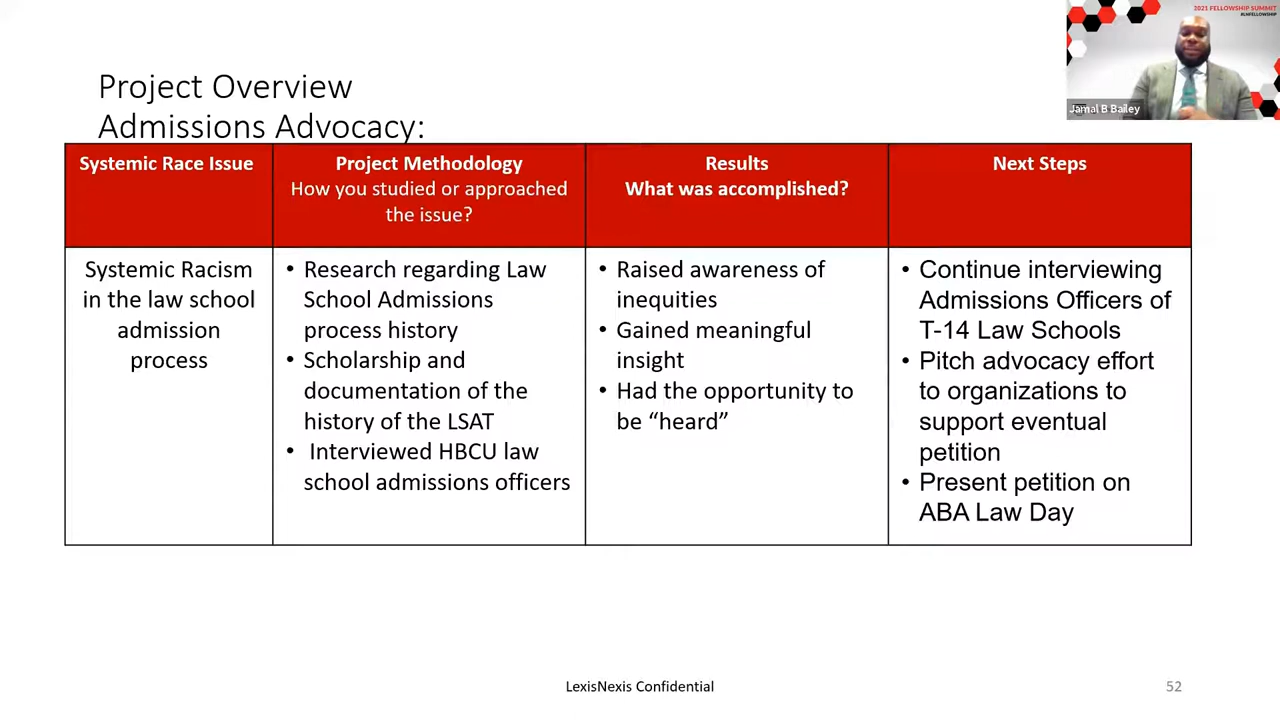 2021 FELLOWSHIP SUMMIT
#LNFELLOWSHIP
Jamal B Bailey
Project Overview
Admissions Advocacy:
Systemic Race Issue
Project Methodology
How you studied or approached
the issue?
Results
What was accomplished?
Next Steps
Systemic Racism
in the law school
admission
process
• Research regarding Law
School Admissions
process history
• Scholarship and
documentation of the
history of the LSAT
• Interviewed HBCU law
school admissions officers
• Raised awareness of
inequities
• Gained meaningful
insight
• Had the opportunity to
be “heard”
• Continue interviewing
Admissions Officers of
T-14 Law Schools
• Pitch advocacy effort
to organizations to
support eventual
petition
• Present petition on
ABA Law Day
LexisNexis Confidential
52